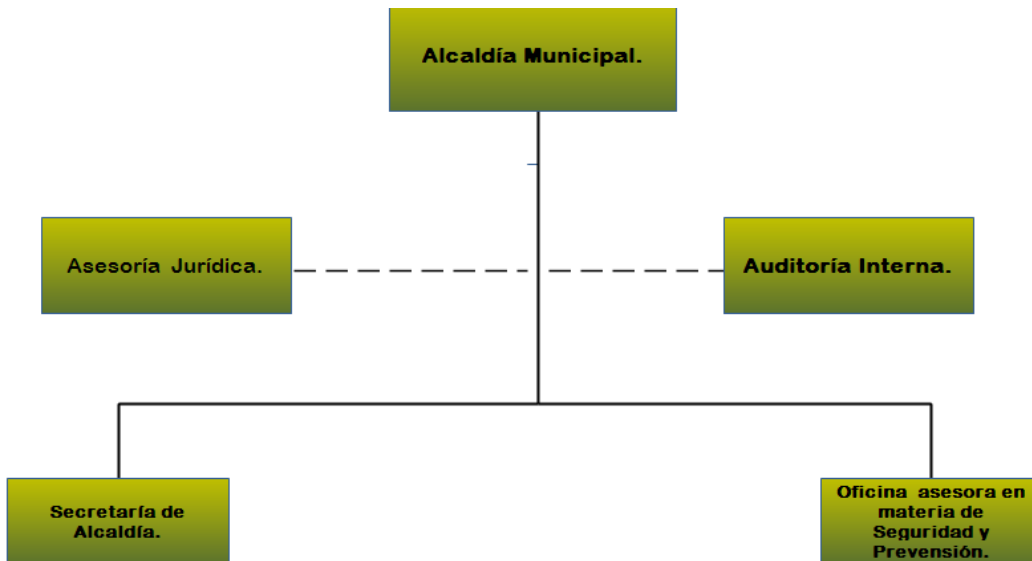 Alcaldía Municipal.
Asesoría Jurídica.
Auditoría Interna.
Secretaría de
Alcaldía.
Oficina asesora en
materia de
Seguridad y
Prevensión.